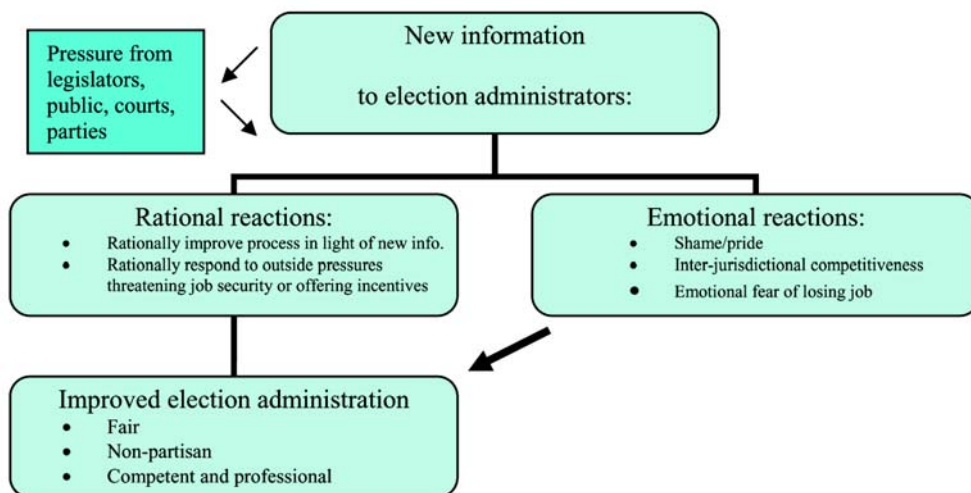 Pressure from
legislators,
public, courts,
parties
New information
to election administrators:
Rational reactions:
• Rationally improve process in light of new info.
• Rationally respond to outside pressures
threatening job security or offering incentives
Emotional reactions:
• Shame/pride
• Inter-jurisdictional competitiveness
• Emotional fear of losing job
Improved election administration
• Fair
• Non-partisan
• Competent and professional